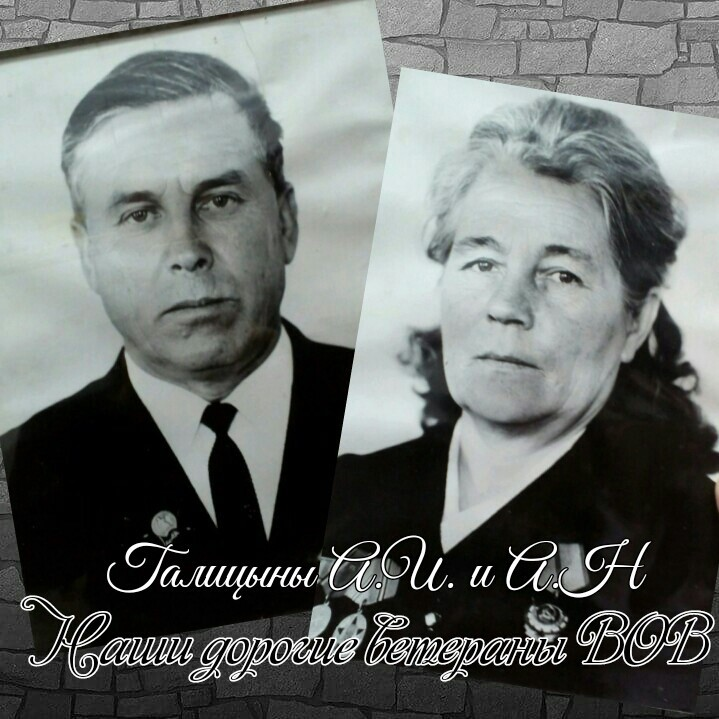 Галицыны А.И. и А.Н
Наши дорогие ветераны ВОВ